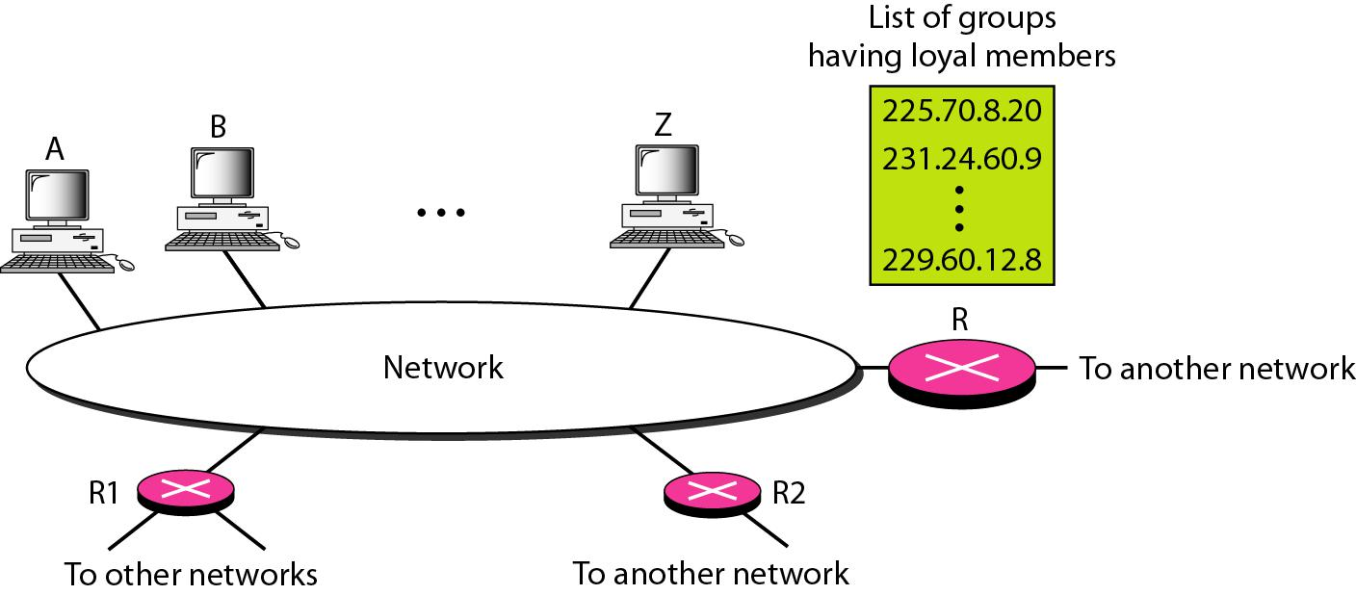 List of groups
having loyal members
225.70.8.20
231.24.60.9
229.60.12.8
A
B
...
Z
R
Network
To another network
R1
R2
To other networks
To another network